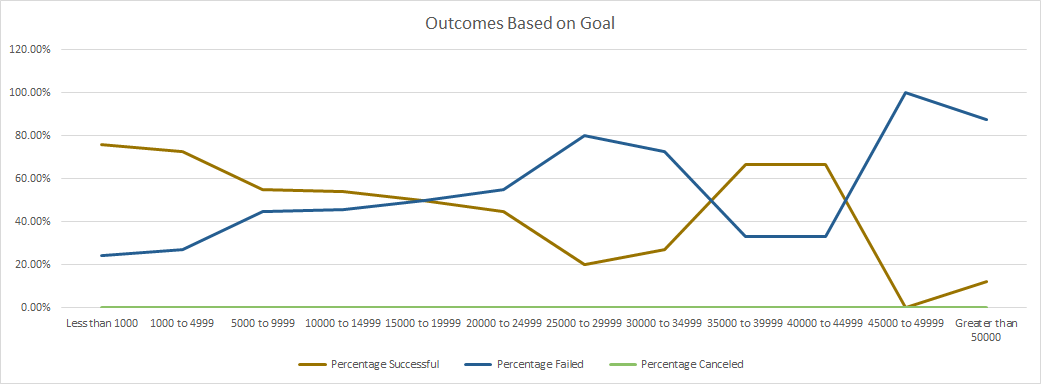 Outcomes Based on Goal
120.00%
100.00%
80.00%
60.00%
40.00%
20.00%
0.00%
Less than 1000 1000 to 4999 5000 to 9999 10000 to 14999 15000 to 19999 20000 to 24999 25000 to 29999 30000 to 34999 35000 to 39999 40000 to 44999 45000 to 49999 Greater than
50000
Percentage Successful Percentage Failed Percentage Canceled